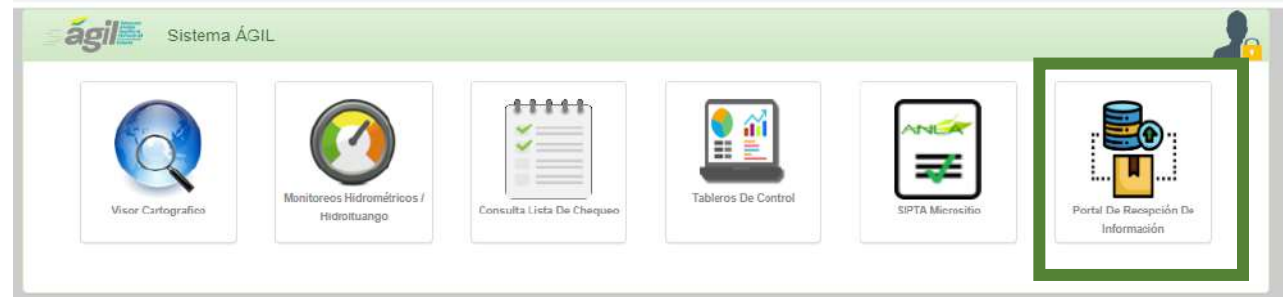 ágil
Sistema ÁGIL
Visor Cartografico
Monitoreos Hidrométricos /
Hidroituango
Consulta Lista De Chequeo
Tableros De Control
ANLA
SIPTA Micrositio
Portal De Recepción De
Información